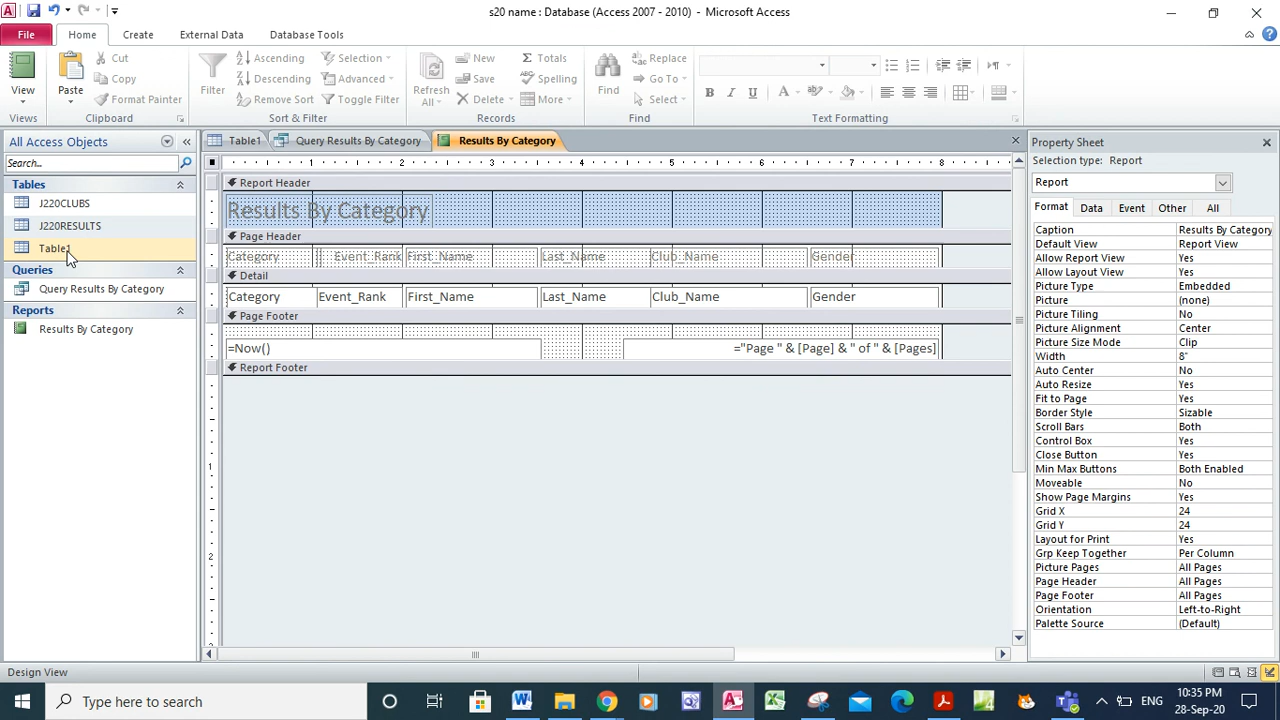 s20 name : Database (Access 2007 - 2010) - Microsoft Access
File Home Create External Data Database Tools
View
Views
Paste
Cut
Copy
Format Painter
Clipboard
Filter
Ascending
Descending
Remove Sort
Selection
Advanced
Toggle Filter
Sort & Filter
Refresh
All
New
Save
Delete
Totals
Spelling
More
Records
Find
Replace
Go To
Select
Find
B I U A
Text Formatting
All Access Objects
Search...
Tables
J220CLUBS
J220RESULTS
Table1
Queries
Query Results By Category
Reports
Results By Category
Table1 Query Results By Category Results By Category
1 2 3 4 5 6 7 8
Report Header
Results By Category
Page Header
Category Event_Rank First_Name Last_Name Club_Name Gender
Detail
Category Event_Rank First_Name Last_Name Club_Name Gender
Page Footer
=Now() ="Page " & [Page] & " of " & [Pages]
Report Footer
1
2
Property Sheet
Selection type: Report
Report
Format Data Event Other All
Caption Results By Category
Default View Report View
Allow Report View Yes
Allow Layout View Yes
Picture Type Embedded
Picture (none)
Picture Tiling No
Picture Alignment Center
Picture Size Mode Clip
Width 8"
Auto Center No
Auto Resize Yes
Fit to Page Yes
Border Style Sizable
Scroll Bars Both
Control Box Yes
Close Button Yes
Min Max Buttons Both Enabled
Moveable No
Show Page Margins Yes
Grid X 24
Grid Y 24
Layout for Print Yes
Grp Keep Together Per Column
Picture Pages All Pages
Page Header All Pages
Page Footer All Pages
Orientation Left-to-Right
Palette Source (Default)
Design View
Type here to search
ENG
10:35 PM
28-Sep-20